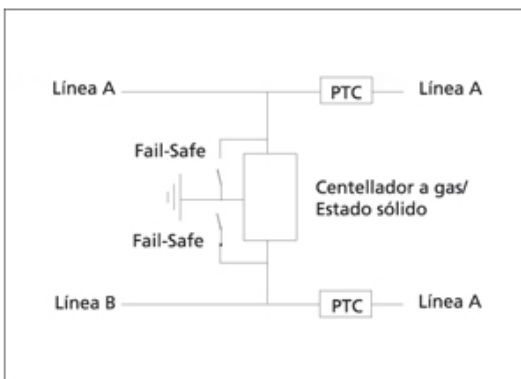 Línea A
PTC
Línea A
Fail-Safe
Centellador a gas/
Estado sólido
Fail-Safe
Línea B
PTC
Línea A